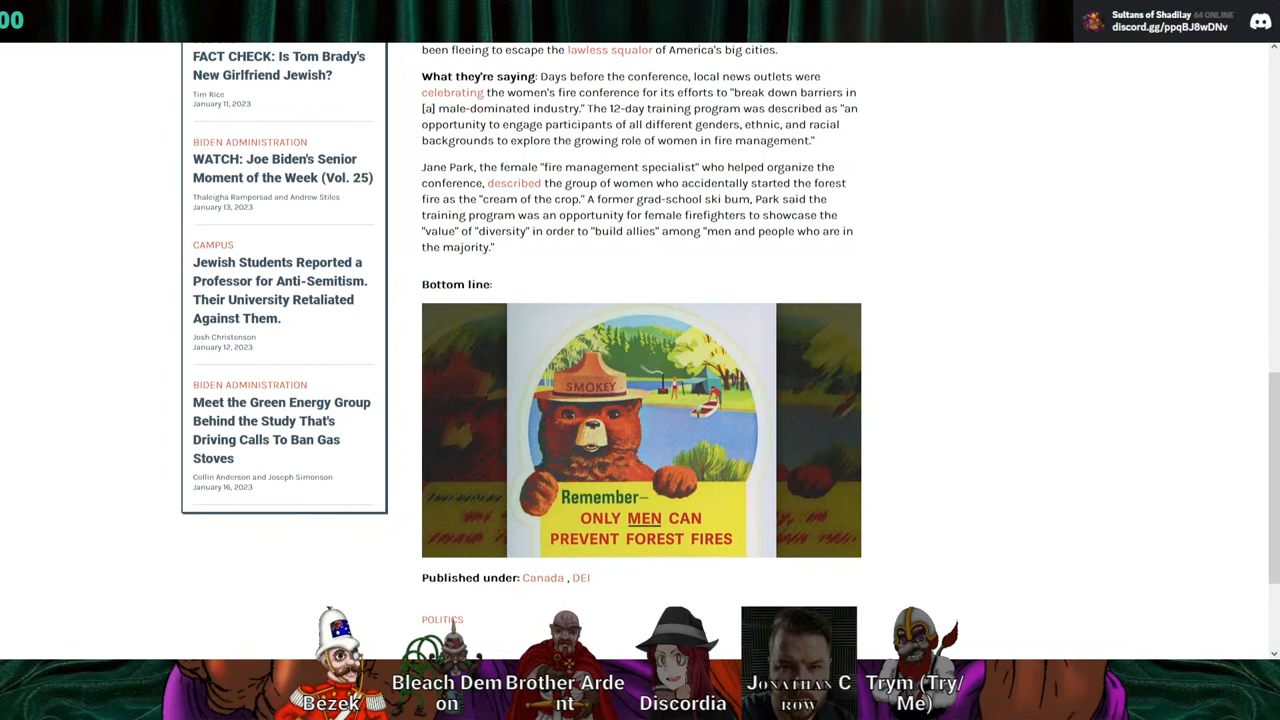 00
Sultans of Shadilay 64 ONLINE
discord.gg/ppqBJ8wDNv
FACT CHECK: Is Tom Brady's
New Girlfriend Jewish?
Tim Rice
January 11, 2023
BIDEN ADMINISTRATION
WATCH: Joe Biden's Senior
Moment of the Week (Vol. 25)
Thaleigha Rampersad and Andrew Stiles
January 13, 2023
CAMPUS
Jewish Students Reported a
Professor for Anti-Semitism.
Their University Retaliated
Against Them.
Josh Christenson
January 12, 2023
BIDEN ADMINISTRATION
Meet the Green Energy Group
Behind the Study That's
Driving Calls To Ban Gas
Stoves
Collin Anderson and Joseph Simonson
January 16, 2023
been fleeing to escape the lawless squalor of America's big cities.
What they're saying: Days before the conference, local news outlets were
celebrating the women's fire conference for its efforts to "break down barriers in
[a] male-dominated industry." The 12-day training program was described as "an
opportunity to engage participants of all different genders, ethnic, and racial
backgrounds to explore the growing role of women in fire management."
Jane Park, the female "fire management specialist" who helped organize the
conference, described the group of women who accidentally started the forest
fire as the "cream of the crop." A former grad-school ski bum, Park said the
training program was an opportunity for female firefighters to showcase the
"value" of "diversity" in order to "build allies" among "men and people who are in
the majority."
Bottom line:
SMOKEY
Remember—
ONLY MEN CAN
PREVENT FOREST FIRES
Published under: Canada , DEI
POLITICS
Bezek
Bleach Dem
on
Brother Arde
nt
Discordia
Jonathan C
row
Trym (Try/
Me)